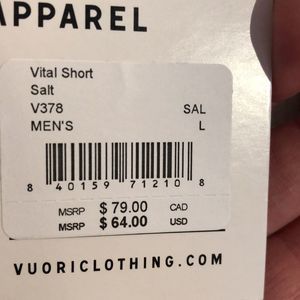 APPAREL
Vital Short
Salt
V378 SAL
MEN'S L
8 40159 71210 8
MSRP $ 79.00 CAD
MSRP $ 64.00 USD
VUORICLOTHING.COM